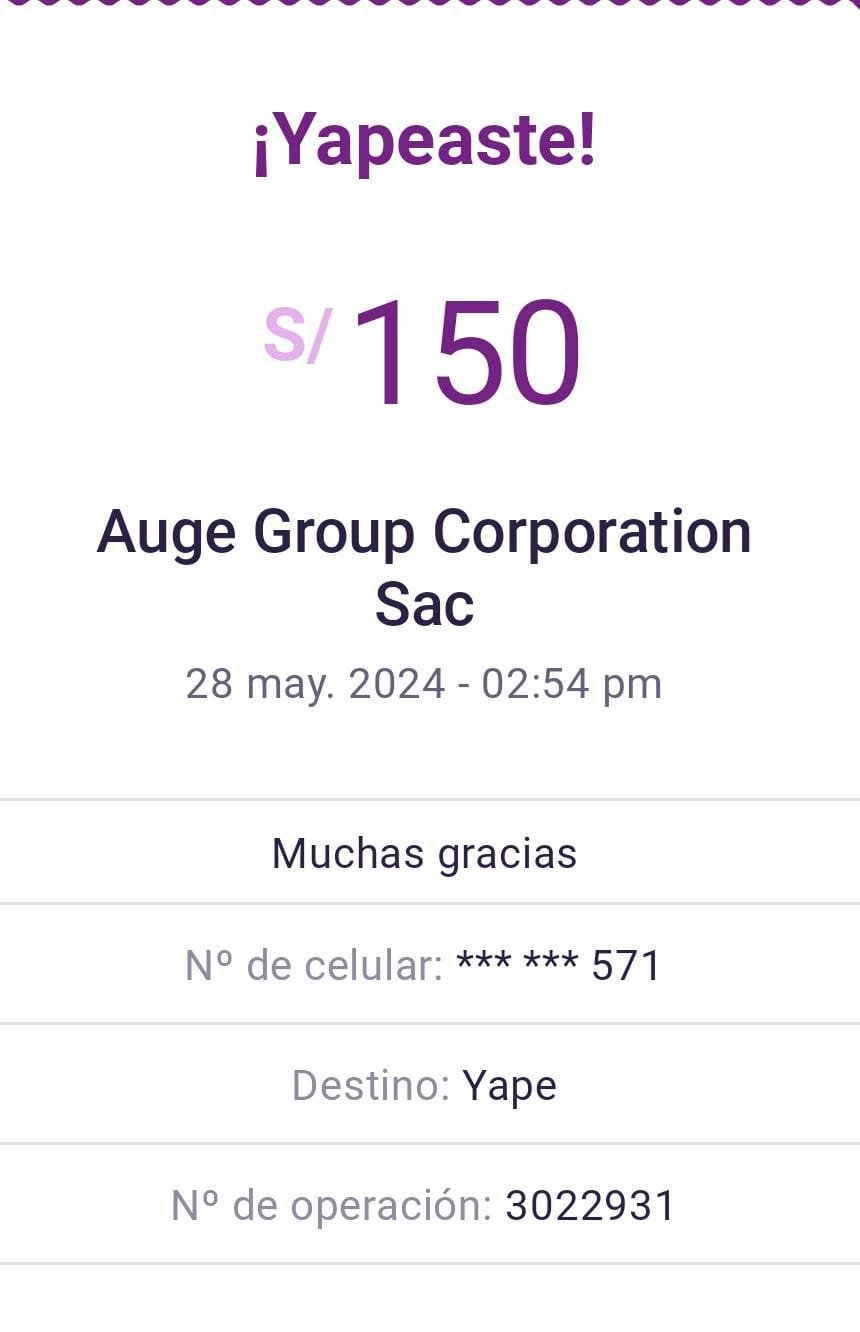 ¡Yapeaste!
S/ 150
Auge Group Corporation
Sac
28 may. 2024 - 02:54 pm
Muchas gracias
Nº de celular: *** *** 571
Destino: Yape
Nº de operación: 3022931